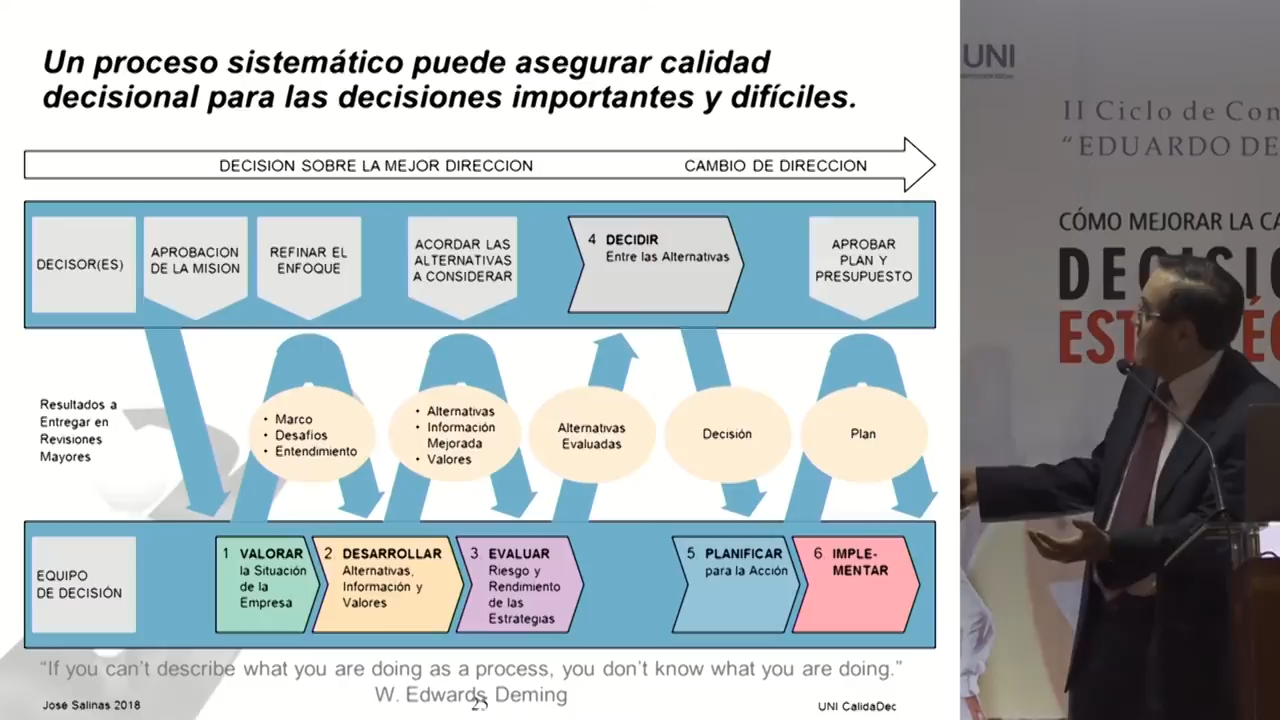 Un proceso sistemático puede asegurar calidad
decisional para las decisiones importantes y difíciles.
DECISION SOBRE LA MEJOR DIRECCION
CAMBIO DE DIRECCION
DECISOR(ES)
APROBACION
DE LA MISION
REFINAR EL
ENFOQUE
ACORDAR LAS
ALTERNATIVAS
A CONSIDERAR
4 DECIDIR
Entre las Alternativas
APROBAR
PLAN Y
PRESUPUESTO
Resultados a
Entregar en
Revisiones
Mayores
• Marco
• Desafíos
• Entendimiento
• Alternativas
• Información
Mejorada
• Valores
Alternativas
Evaluadas
Decisión
Plan
EQUIPO
DE DECISIÓN
1 VALORAR
la Situación
de la
Empresa
2 DESARROLLAR
Alternativas,
Información y
Valores
3 EVALUAR
Riesgo y
Rendimiento
de las
Estrategias
5 PLANIFICAR
para la Acción
6 IMPLE-
MENTAR
“If you can’t describe what you are doing as a process, you don’t know what you are doing.”
W. Edwards Deming
José Salinas 2018
25
UNI CalidaDec
UNI
II Ciclo de Con
“EDUARDO DE
CÓMO MEJORAR LA CA